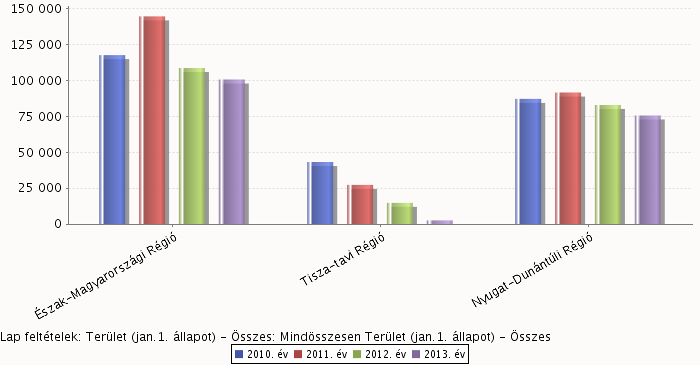 150 000
125 000
100 000
75 000
50 000
25 000
0
Észak-Magyarországi Régió
Tisza-tavi Régió
Nyugat-Dunántúli Régió
Lap feltételek: Terület (jan.1. állapot) - Összes: Mindösszesen Terület (jan.1. állapot) - Összes
2010. év 2011. év 2012. év 2013. év